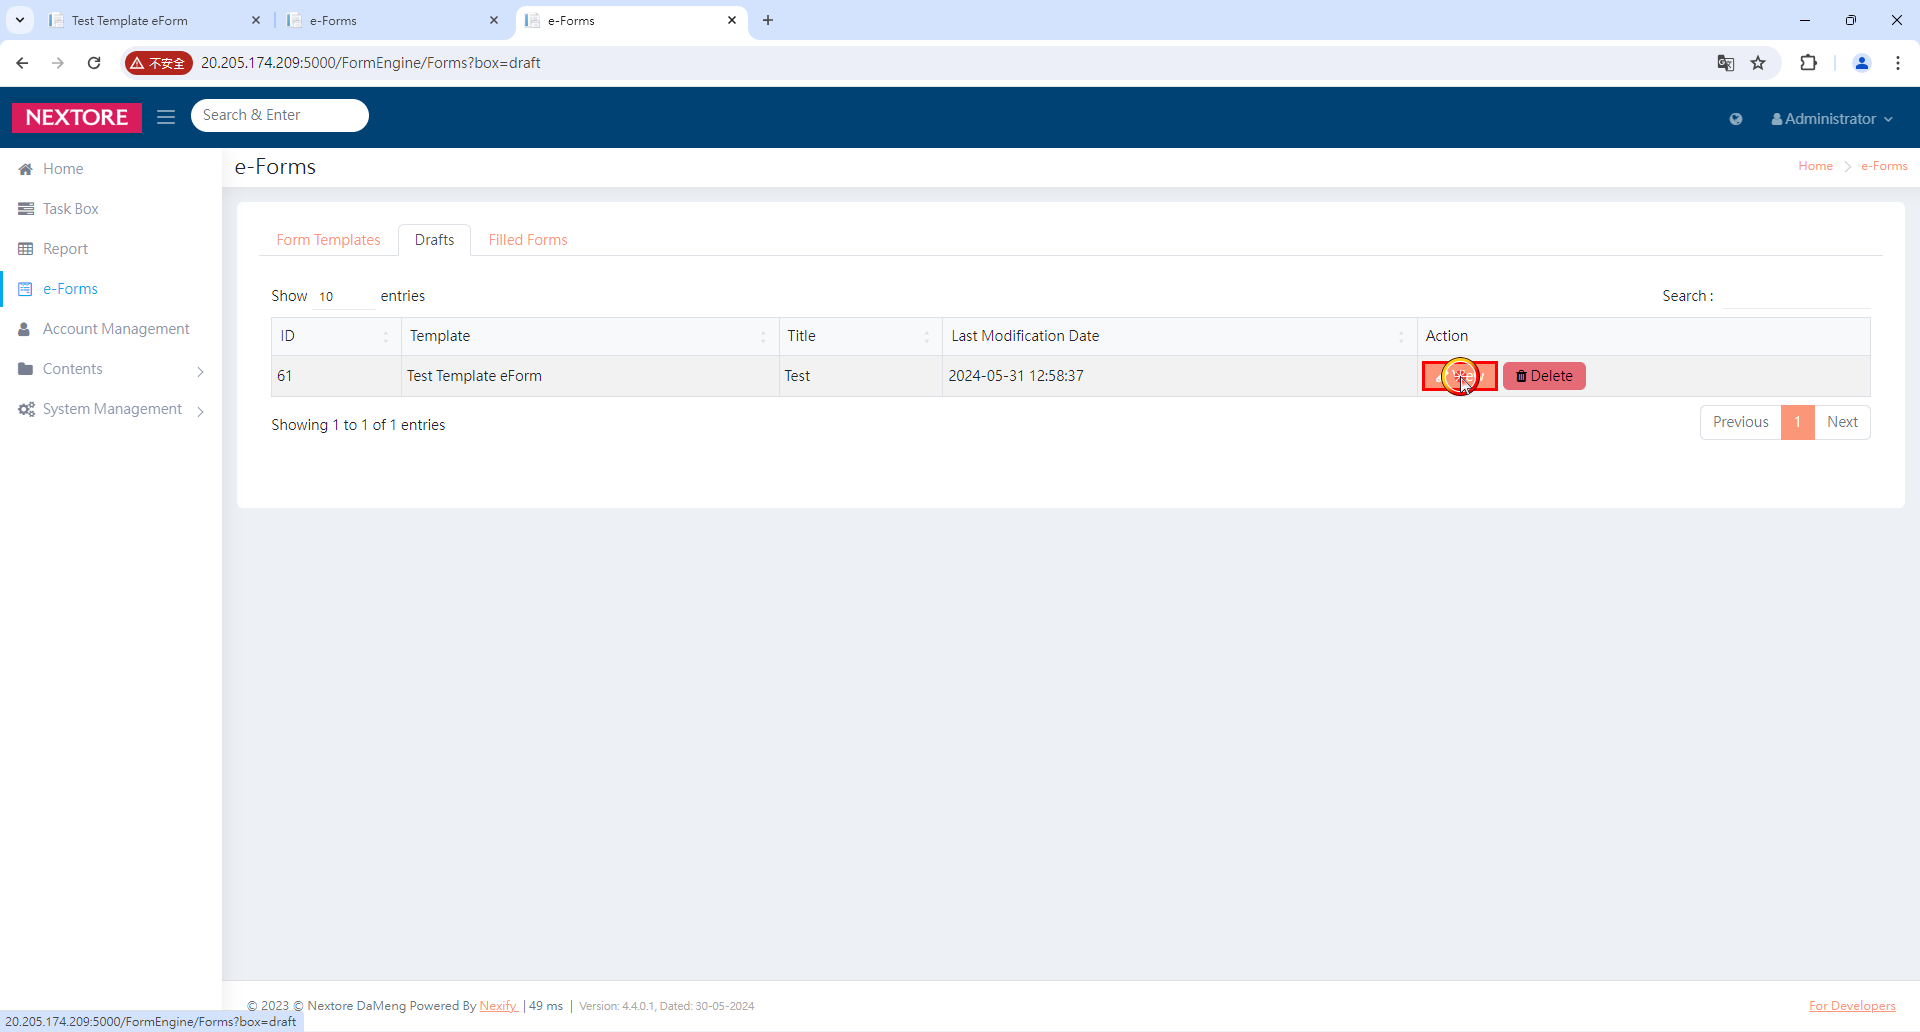 Test Template eForm
e-Forms
e-Forms
不安全
20.205.174.209:5000/FormEngine/Forms?box=draft
NEXTORE
Search & Enter
Administrator
Home
Task Box
Report
e-Forms
Account Management
Contents
System Management
e-Forms
Home
e-Forms
Form Templates
Drafts
Filled Forms
Show 10 entries
Search :
ID Template Title Last Modification Date Action
61 Test Template eForm Test 2024-05-31 12:58:37 View Delete
Showing 1 to 1 of 1 entries
Previous 1 Next
© 2023 © Nextore DaMeng Powered By Nexify | 49 ms | Version: 4.4.0.1, Dated: 30-05-2024
For Developers
20.205.174.209:5000/FormEngine/Forms?box=draft